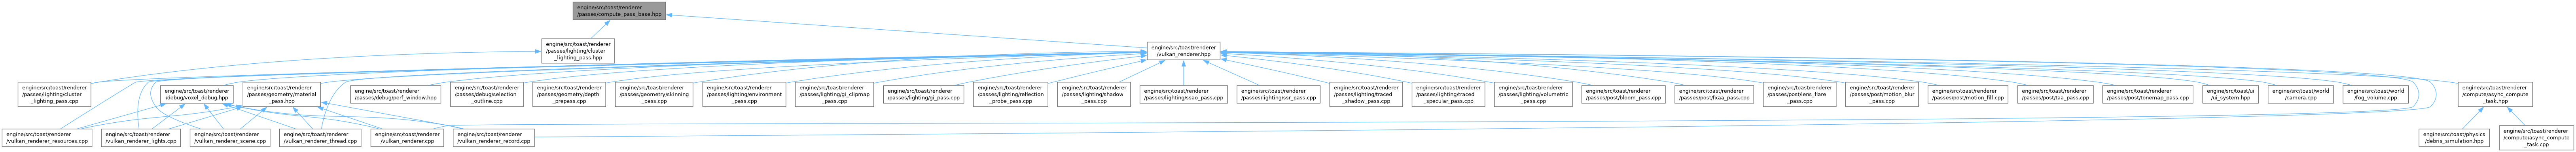 engine/src/toast/renderer
/passes/compute_pass_base.hpp
engine/src/toast/renderer
/passes/lighting/cluster
_lighting_pass.hpp
engine/src/toast/renderer
/vulkan_renderer.hpp
engine/src/toast/renderer
/passes/lighting/cluster
_lighting_pass.cpp
engine/src/toast/renderer
/debug/voxel_debug.hpp
engine/src/toast/renderer
/passes/geometry/material
_pass.hpp
engine/src/toast/renderer
/passes/debug/perf_window.hpp
engine/src/toast/renderer
/passes/debug/selection
_outline.cpp
engine/src/toast/renderer
/passes/geometry/depth
_prepass.cpp
engine/src/toast/renderer
/passes/geometry/skinning
_pass.cpp
engine/src/toast/renderer
/passes/lighting/environment
_pass.cpp
engine/src/toast/renderer
/passes/lighting/gi_clipmap
_pass.cpp
engine/src/toast/renderer
/passes/lighting/gi_pass.cpp
engine/src/toast/renderer
/passes/lighting/reflection
_probe_pass.cpp
engine/src/toast/renderer
/passes/lighting/shadow
_pass.cpp
engine/src/toast/renderer
/passes/lighting/ssao_pass.cpp
engine/src/toast/renderer
/passes/lighting/ssr_pass.cpp
engine/src/toast/renderer
/passes/lighting/traced
_shadow_pass.cpp
engine/src/toast/renderer
/passes/lighting/traced
_specular_pass.cpp
engine/src/toast/renderer
/passes/lighting/volumetric
_pass.cpp
engine/src/toast/renderer
/passes/post/bloom_pass.cpp
engine/src/toast/renderer
/passes/post/fxaa_pass.cpp
engine/src/toast/renderer
/passes/post/lens_flare
_pass.cpp
engine/src/toast/renderer
/passes/post/motion_blur
_pass.cpp
engine/src/toast/renderer
/passes/post/motion_fill.cpp
engine/src/toast/renderer
/passes/post/taa_pass.cpp
engine/src/toast/renderer
/passes/post/tonemap_pass.cpp
engine/src/toast/ui
/ui_system.hpp
engine/src/toast/world
/camera.cpp
engine/src/toast/world
/fog_volume.cpp
engine/src/toast/renderer
/compute/async_compute
_task.hpp
engine/src/toast/renderer
/vulkan_renderer_resources.cpp
engine/src/toast/renderer
/vulkan_renderer_lights.cpp
engine/src/toast/renderer
/vulkan_renderer_scene.cpp
engine/src/toast/renderer
/vulkan_renderer_thread.cpp
engine/src/toast/renderer
/vulkan_renderer.cpp
engine/src/toast/renderer
/vulkan_renderer_record.cpp
engine/src/toast/physics
/debris_simulation.hpp
engine/src/toast/renderer
/compute/async_compute
_task.cpp